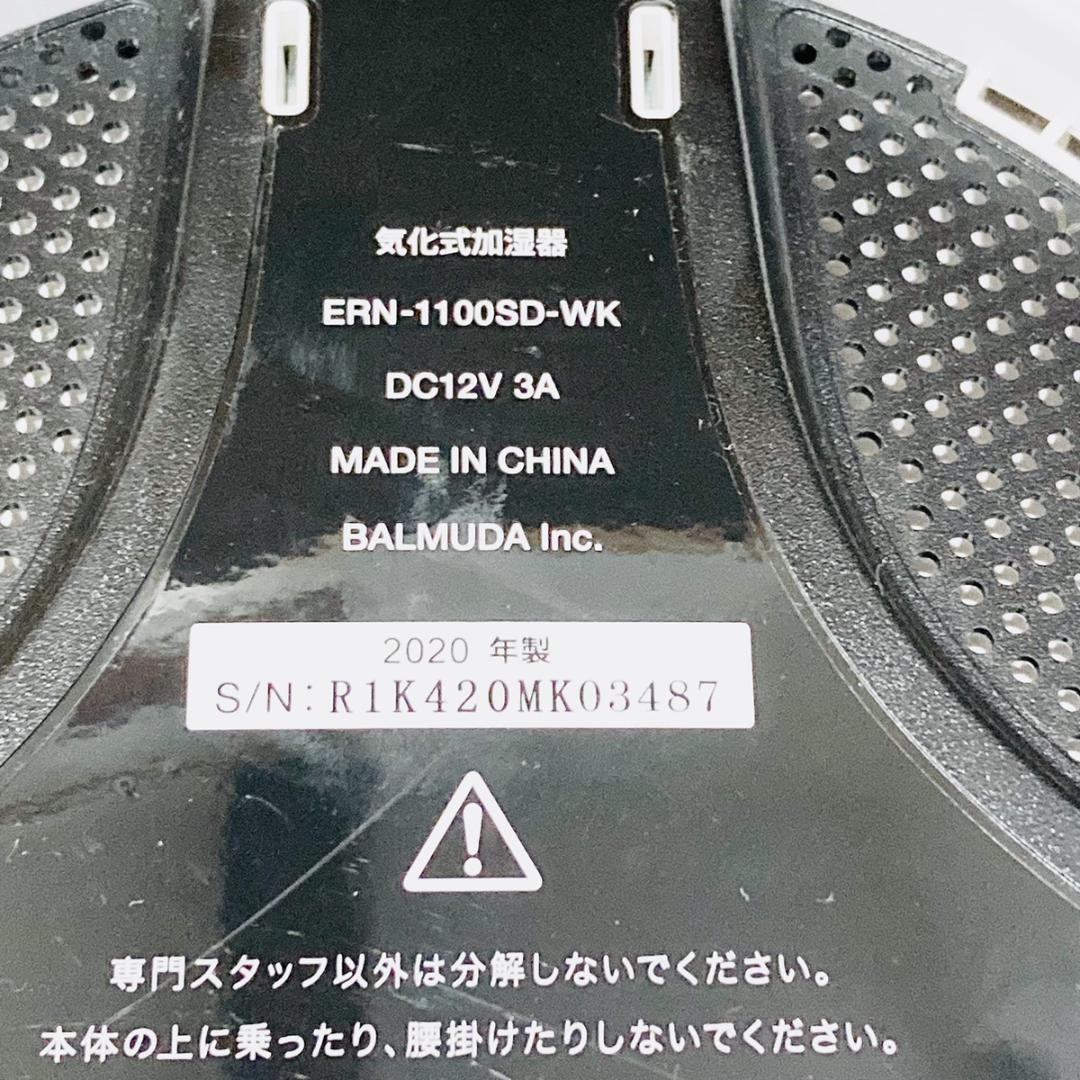 気化式加湿器
ERN-1100SD-WK
DC12V 3A
MADE IN CHINA
BALMUDA Inc.
2020 年製
S/N:R1K420MK03487
専門スタッフ以外は分解しないでください。
本体の上に乗ったり、腰掛けたりしないでください。